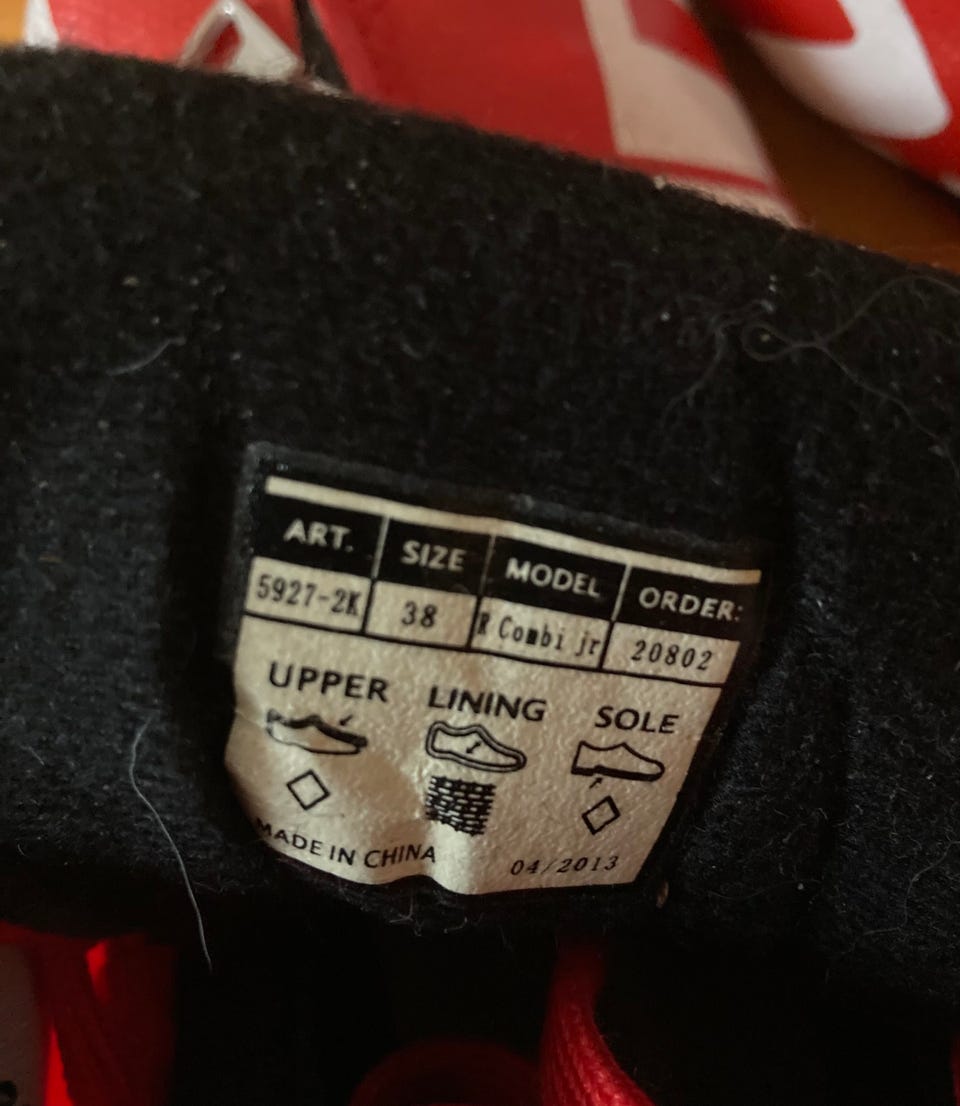 ART. SIZE MODEL ORDER:
5927-2K 38 R Combi jr 20802
UPPER LINING SOLE
MADE IN CHINA 04/2013